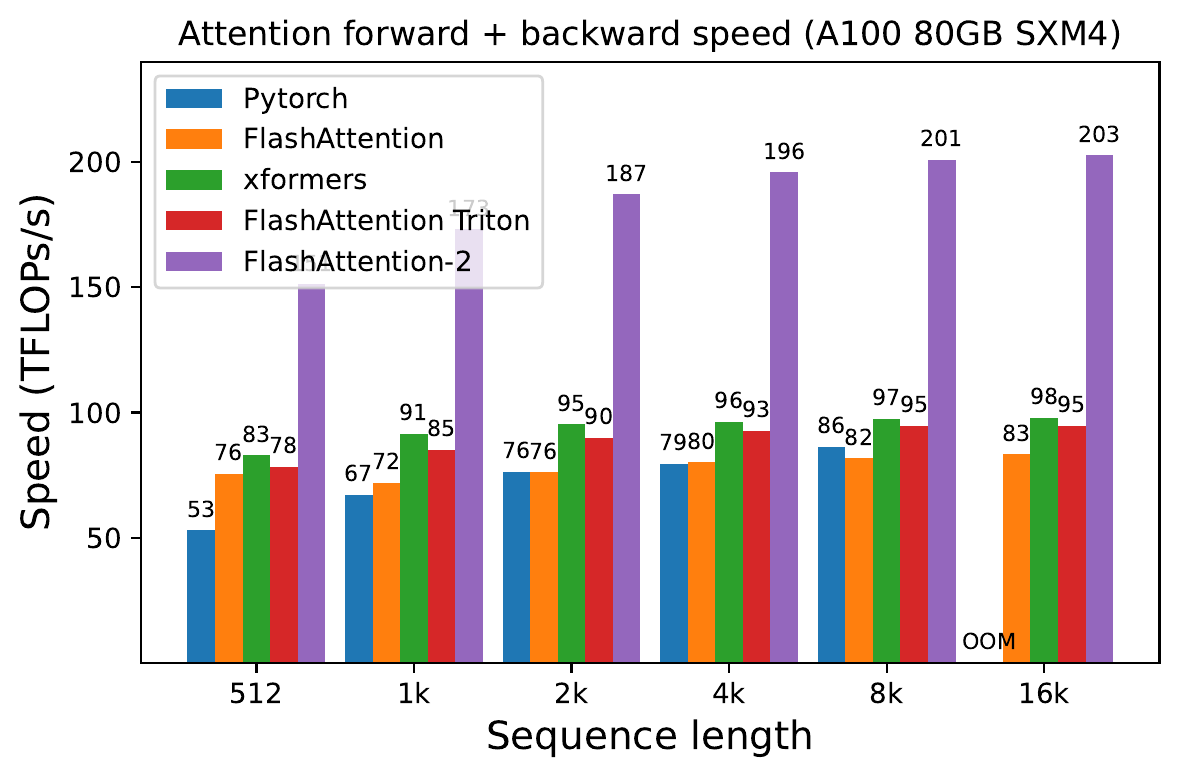 Attention forward + backward speed (A100 80GB SXM4)
Pytorch
FlashAttention
xformers
FlashAttention Triton
FlashAttention-2
Speed (TFLOPs/s)
200
150
100
50
53 76 83 78 151
67 72 91 85 173
76 76 95 90 187
79 80 96 93 196
86 82 97 95 201
OOM 83 98 95 203
512 1k 2k 4k 8k 16k
Sequence length